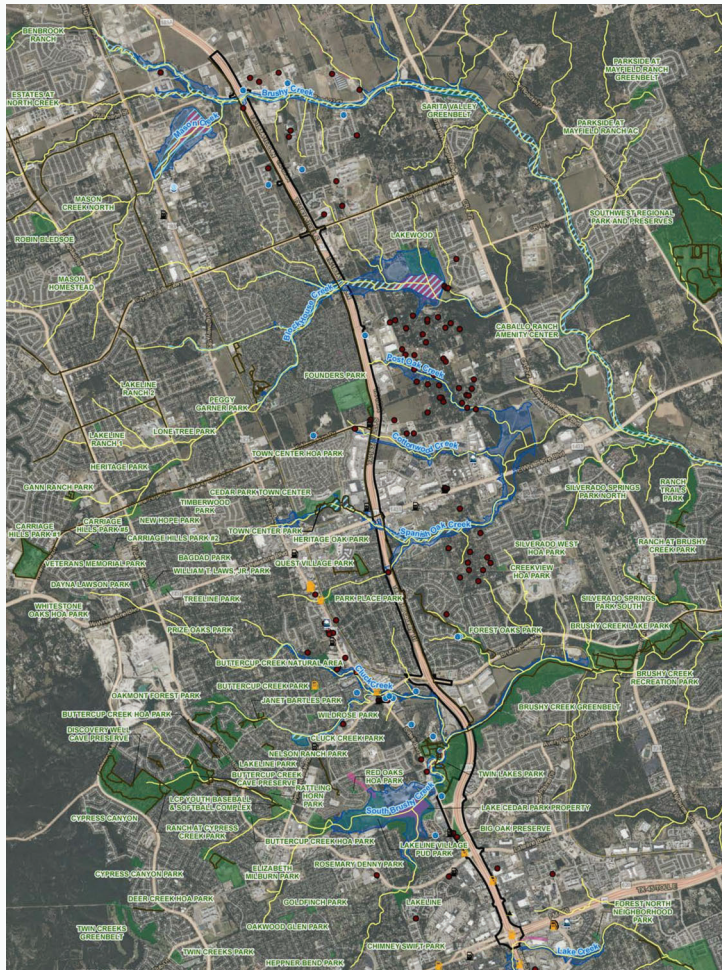 BENBROOK
RANCH
ESTATES AT
NORTH CREEK
Mason Creek
Brushy Creek
SARITA VALLEY
GREENBELT
PARKSIDE AT
MAYFIELD RANCH
GREENBELT
PARKSIDE AT
MAYFIELD RANCH AC
MASON
CREEK NORTH
ROBIN BLEDSOE
SOUTHWEST REGIONAL
PARK AND PRESERVES
LAKEWOOD
MASON
HOMESTEAD
Blockhouse Creek
CABALLO RANCH
AMENITY CENTER
Post Oak Creek
FOUNDERS PARK
LAKELINE
RANCH 2
PEGGY
GARNER PARK
LONE TREE PARK
LAKELINE
RANCH 1
Cottonwood Creek
TOWN CENTER HOA PARK
HERITAGE PARK
GANN RANCH PARK
CEDAR PARK TOWN CENTER
TIMBERWOOD
PARK
SILVERADO SPRINGS
PARK NORTH
RANCH
TRAILS
PARK
CARRIAGE
HILLS PARK #1
CARRIAGE
HILLS PARK #3
NEW HOPE PARK
CARRIAGE HILLS PARK #2
TOWN CENTER PARK
HERITAGE OAK PARK
Spanish Oak Creek
SILVERADO WEST
HOA PARK
RANCH AT BRUSHY
CREEK PARK
VETERANS MEMORIAL PARK
BAGDAD PARK
WILLIAM T. LAWS, JR. PARK
QUEST VILLAGE PARK
CREEKVIEW
HOA PARK
DAYNA LAWSON PARK
TREELINE PARK
PARK PLACE PARK
SILVERADO SPRINGS
PARK SOUTH
WHITESTONE
OAKS HOA PARK
PRIZE OAKS PARK
FOREST OAKS PARK
BRUSHY CREEK LAKE PARK
BUTTERCUP CREEK NATURAL AREA
Cluck Creek
BRUSHY CREEK
RECREATION PARK
OAKMONT FOREST PARK
BUTTERCUP CREEK PARK
JANET BARTLES PARK
BUTTERCUP CREEK HOA PARK
WILDROSE PARK
BRUSHY CREEK GREENBELT
DISCOVERY WELL
CAVE PRESERVE
CLUCK CREEK PARK
NELSON RANCH PARK
LAKELINE PARK
BUTTERCUP CREEK
CAVE PRESERVE
RED OAKS
HOA PARK
TWIN LAKES PARK
RATTLING
HORN
PARK
LCP YOUTH BASEBALL
& SOFTBALL COMPLEX
South Brushy Creek
LAKE CEDAR PARK PROPERTY
CYPRESS CANYON
RANCH AT CYPRESS
CREEK PARK
BUTTERCUP CREEK HOA PARK
LAKELINE VILLAGE
PUD PARK
BIG OAK PRESERVE
CYPRESS CANYON PARK
ELIZABETH
MILBURN PARK
ROSEMARY DENNY PARK
DEER CREEK HOA PARK
GOLDFINCH PARK
LAKELINE
FOREST NORTH
NEIGHBORHOOD
PARK
TWIN CREEKS
GREENBELT
OAKWOOD GLEN PARK
TWIN CREEKS PARK
CHIMNEY SWIFT PARK
Lake Creek
HEPPNER BEND PARK